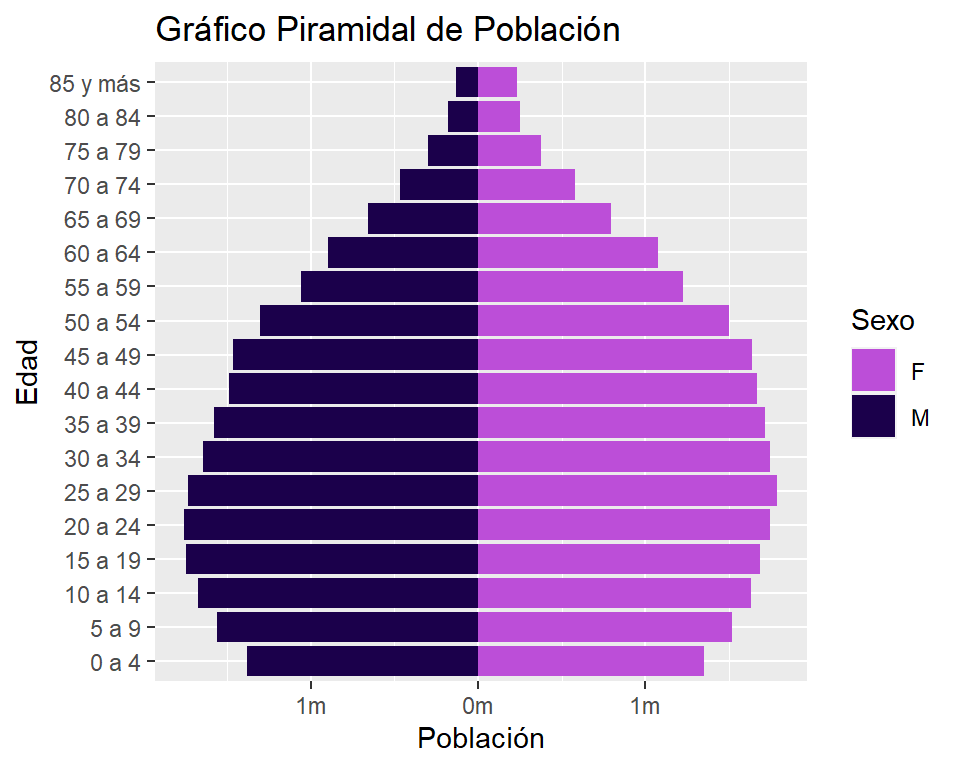 Gráfico Piramidal de Población
85 y más
80 a 84
75 a 79
70 a 74
65 a 69
60 a 64
55 a 59
50 a 54
45 a 49
40 a 44
35 a 39
30 a 34
25 a 29
20 a 24
15 a 19
10 a 14
5 a 9
0 a 4
Edad
1m 0m 1m
Población
Sexo
F
M